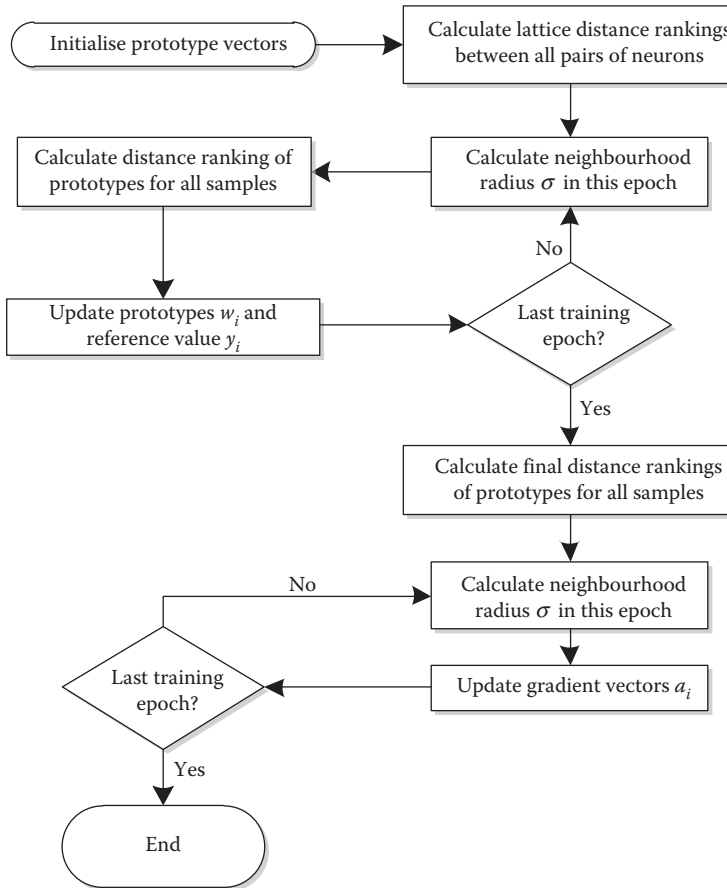 Initialise prototype vectors
Calculate lattice distance rankings
between all pairs of neurons
Calculate distance ranking of
prototypes for all samples
Calculate neighbourhood
radius σ in this epoch
No
Update prototypes w_i and
reference value y_i
Last training
epoch?
Yes
Calculate final distance rankings
of prototypes for all samples
No
Calculate neighbourhood
radius σ in this epoch
Last training
epoch?
Update gradient vectors a_i
Yes
End